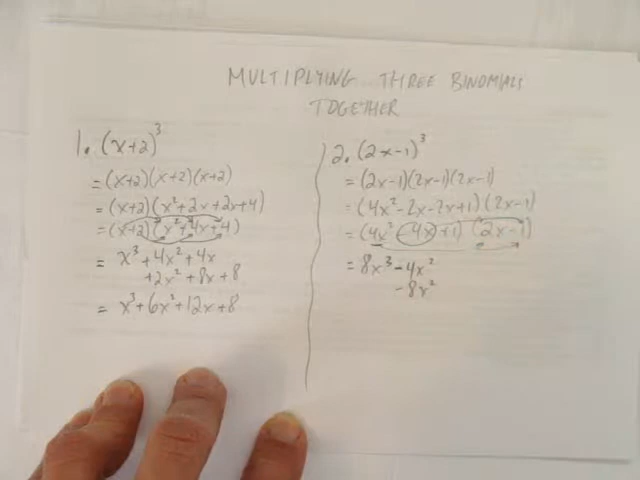 MULTIPLYING THREE BINOMIALS
TOGETHER
1. (x+2)³
= (x+2)(x+2)(x+2)
= (x+2)(x²+2x+2x+4)
= (x+2)(x²+4x+4)
= x³+4x²+4x
+2x²+8x+8
= x³+6x²+12x+8
2. (2x-1)³
= (2x-1)(2x-1)(2x-1)
= (4x²-2x-2x+1)(2x-1)
= (4x²-4x+1)(2x-1)
= 8x³-4x²
-8x²